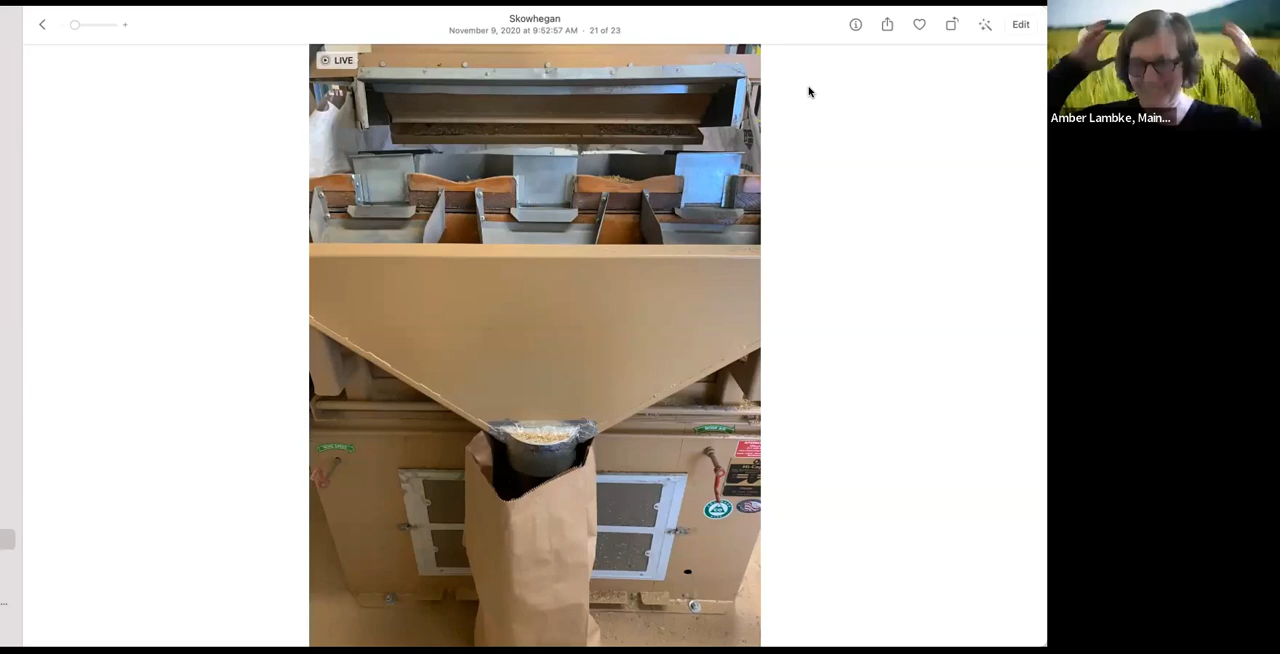 Skowhegan
November 9, 2020 at 9:52:57 AM · 21 of 23
Edit
LIVE
Amber Lambke, Main...
...